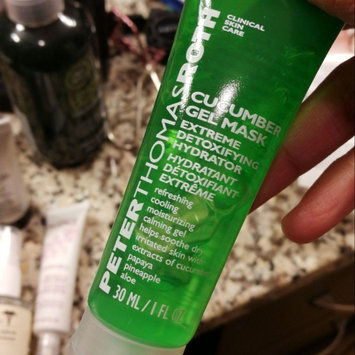 PETER THOMAS ROTH
CLINICAL
SKIN
CARE
CUCUMBER
GEL MASK
EXTREME
DETOXIFYING
HYDRATOR
HYDRATANT
DÉTOXIFIANT
EXTRÊME
refreshing
cooling
moisturizing
calming gel
helps soothe dry
irritated skin with
extracts of cucumber
papaya
pineapple
aloe
30 ML / 1 FL